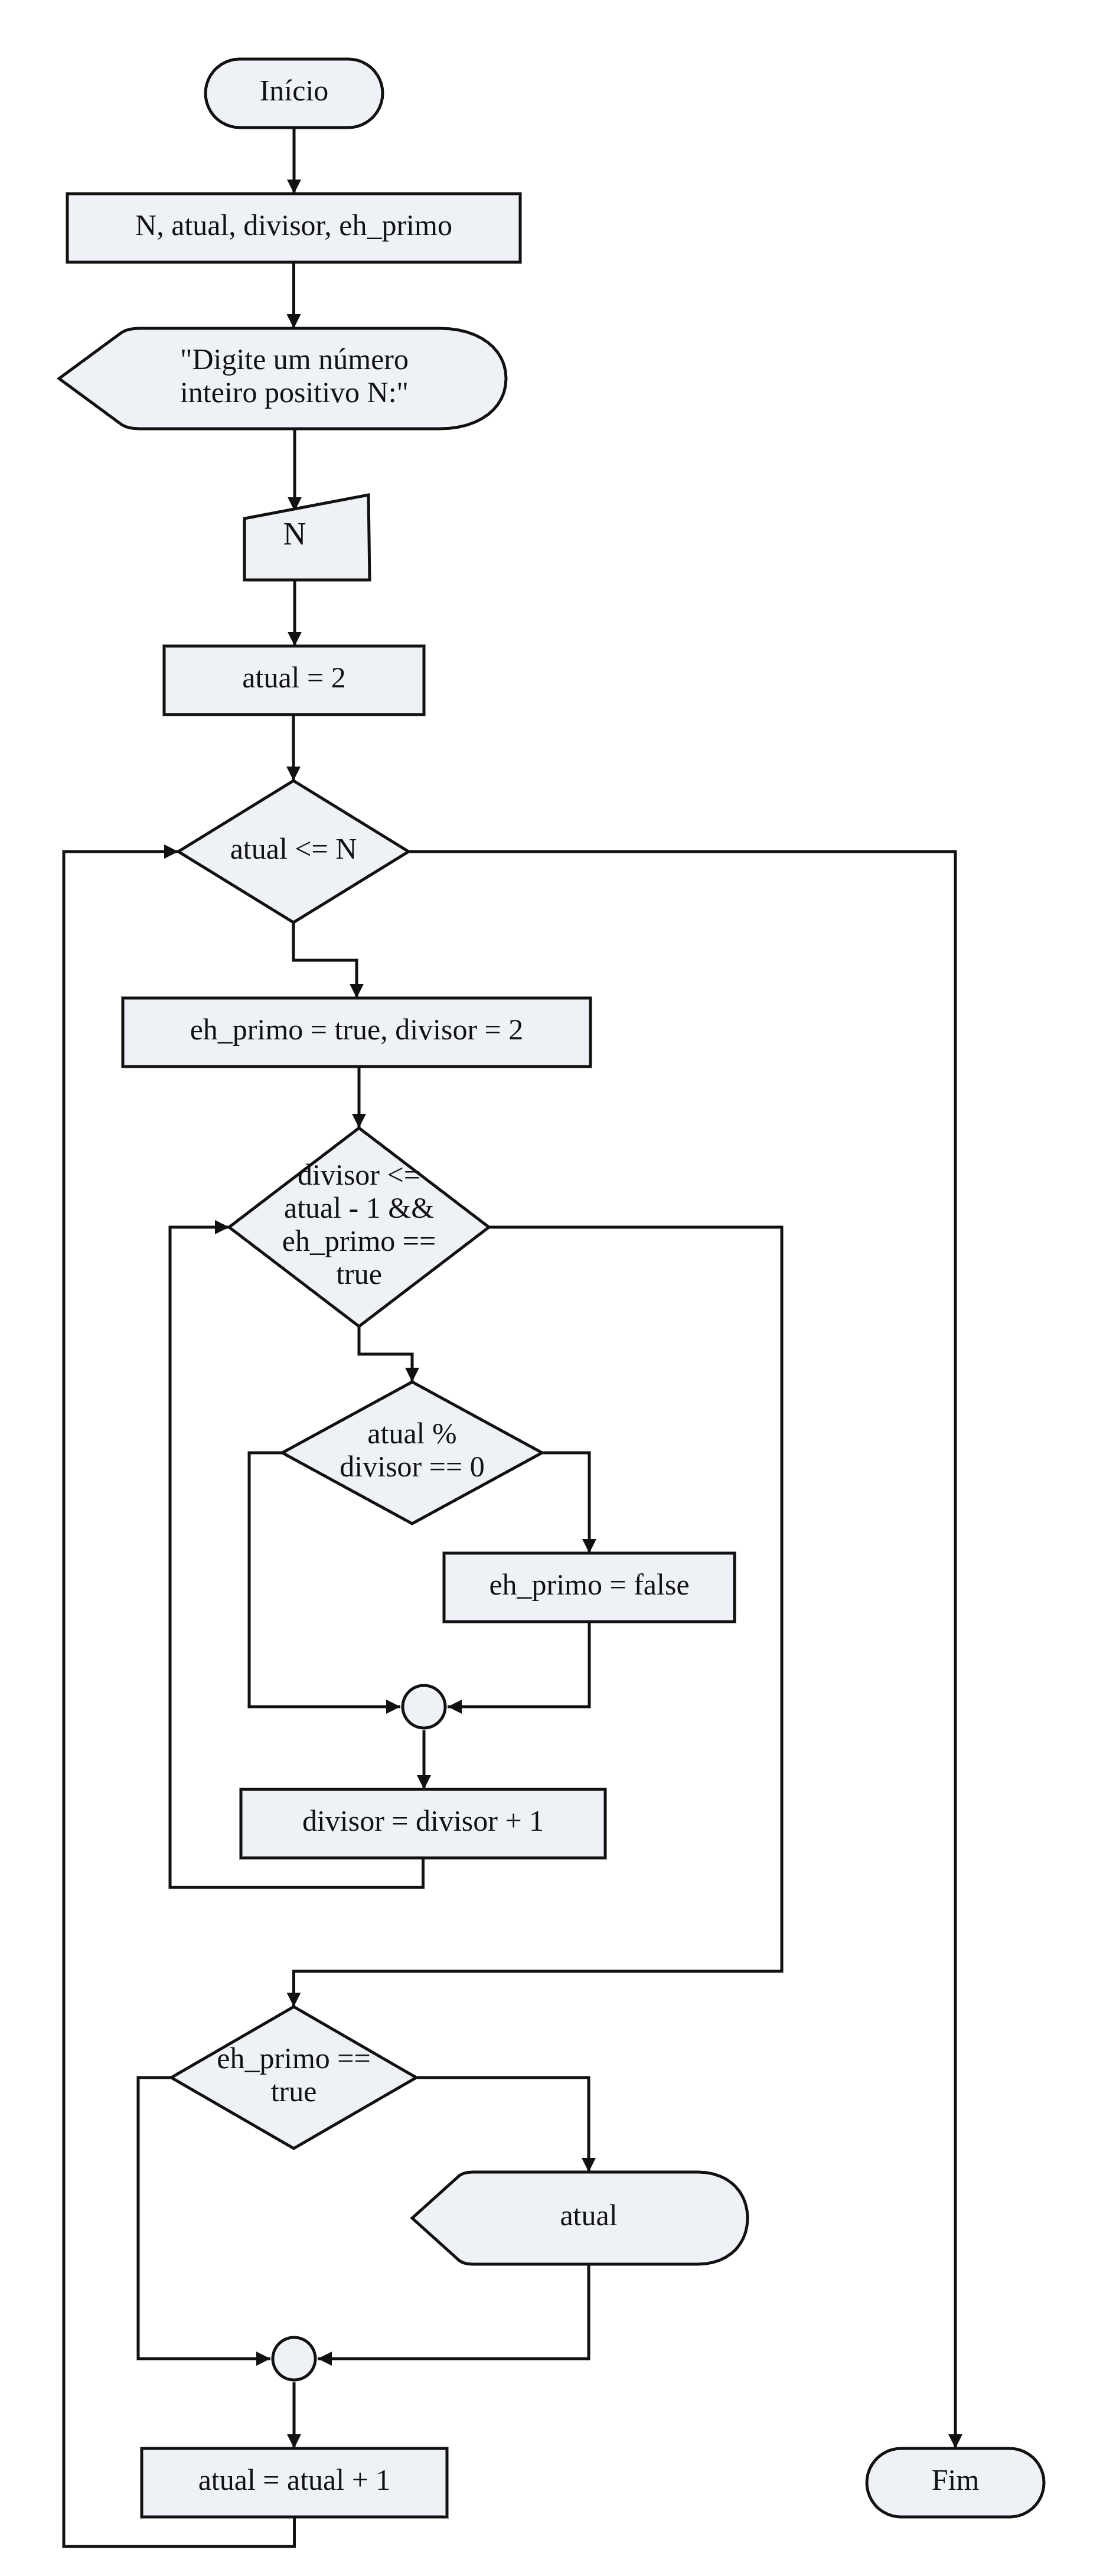 Início
N, atual, divisor, eh_primo
"Digite um número
inteiro positivo N:"
N
atual = 2
atual <= N
eh_primo = true, divisor = 2
divisor <=
atual - 1 &&
eh_primo ==
true
atual %
divisor == 0
eh_primo = false
divisor = divisor + 1
eh_primo ==
true
atual
atual = atual + 1
Fim